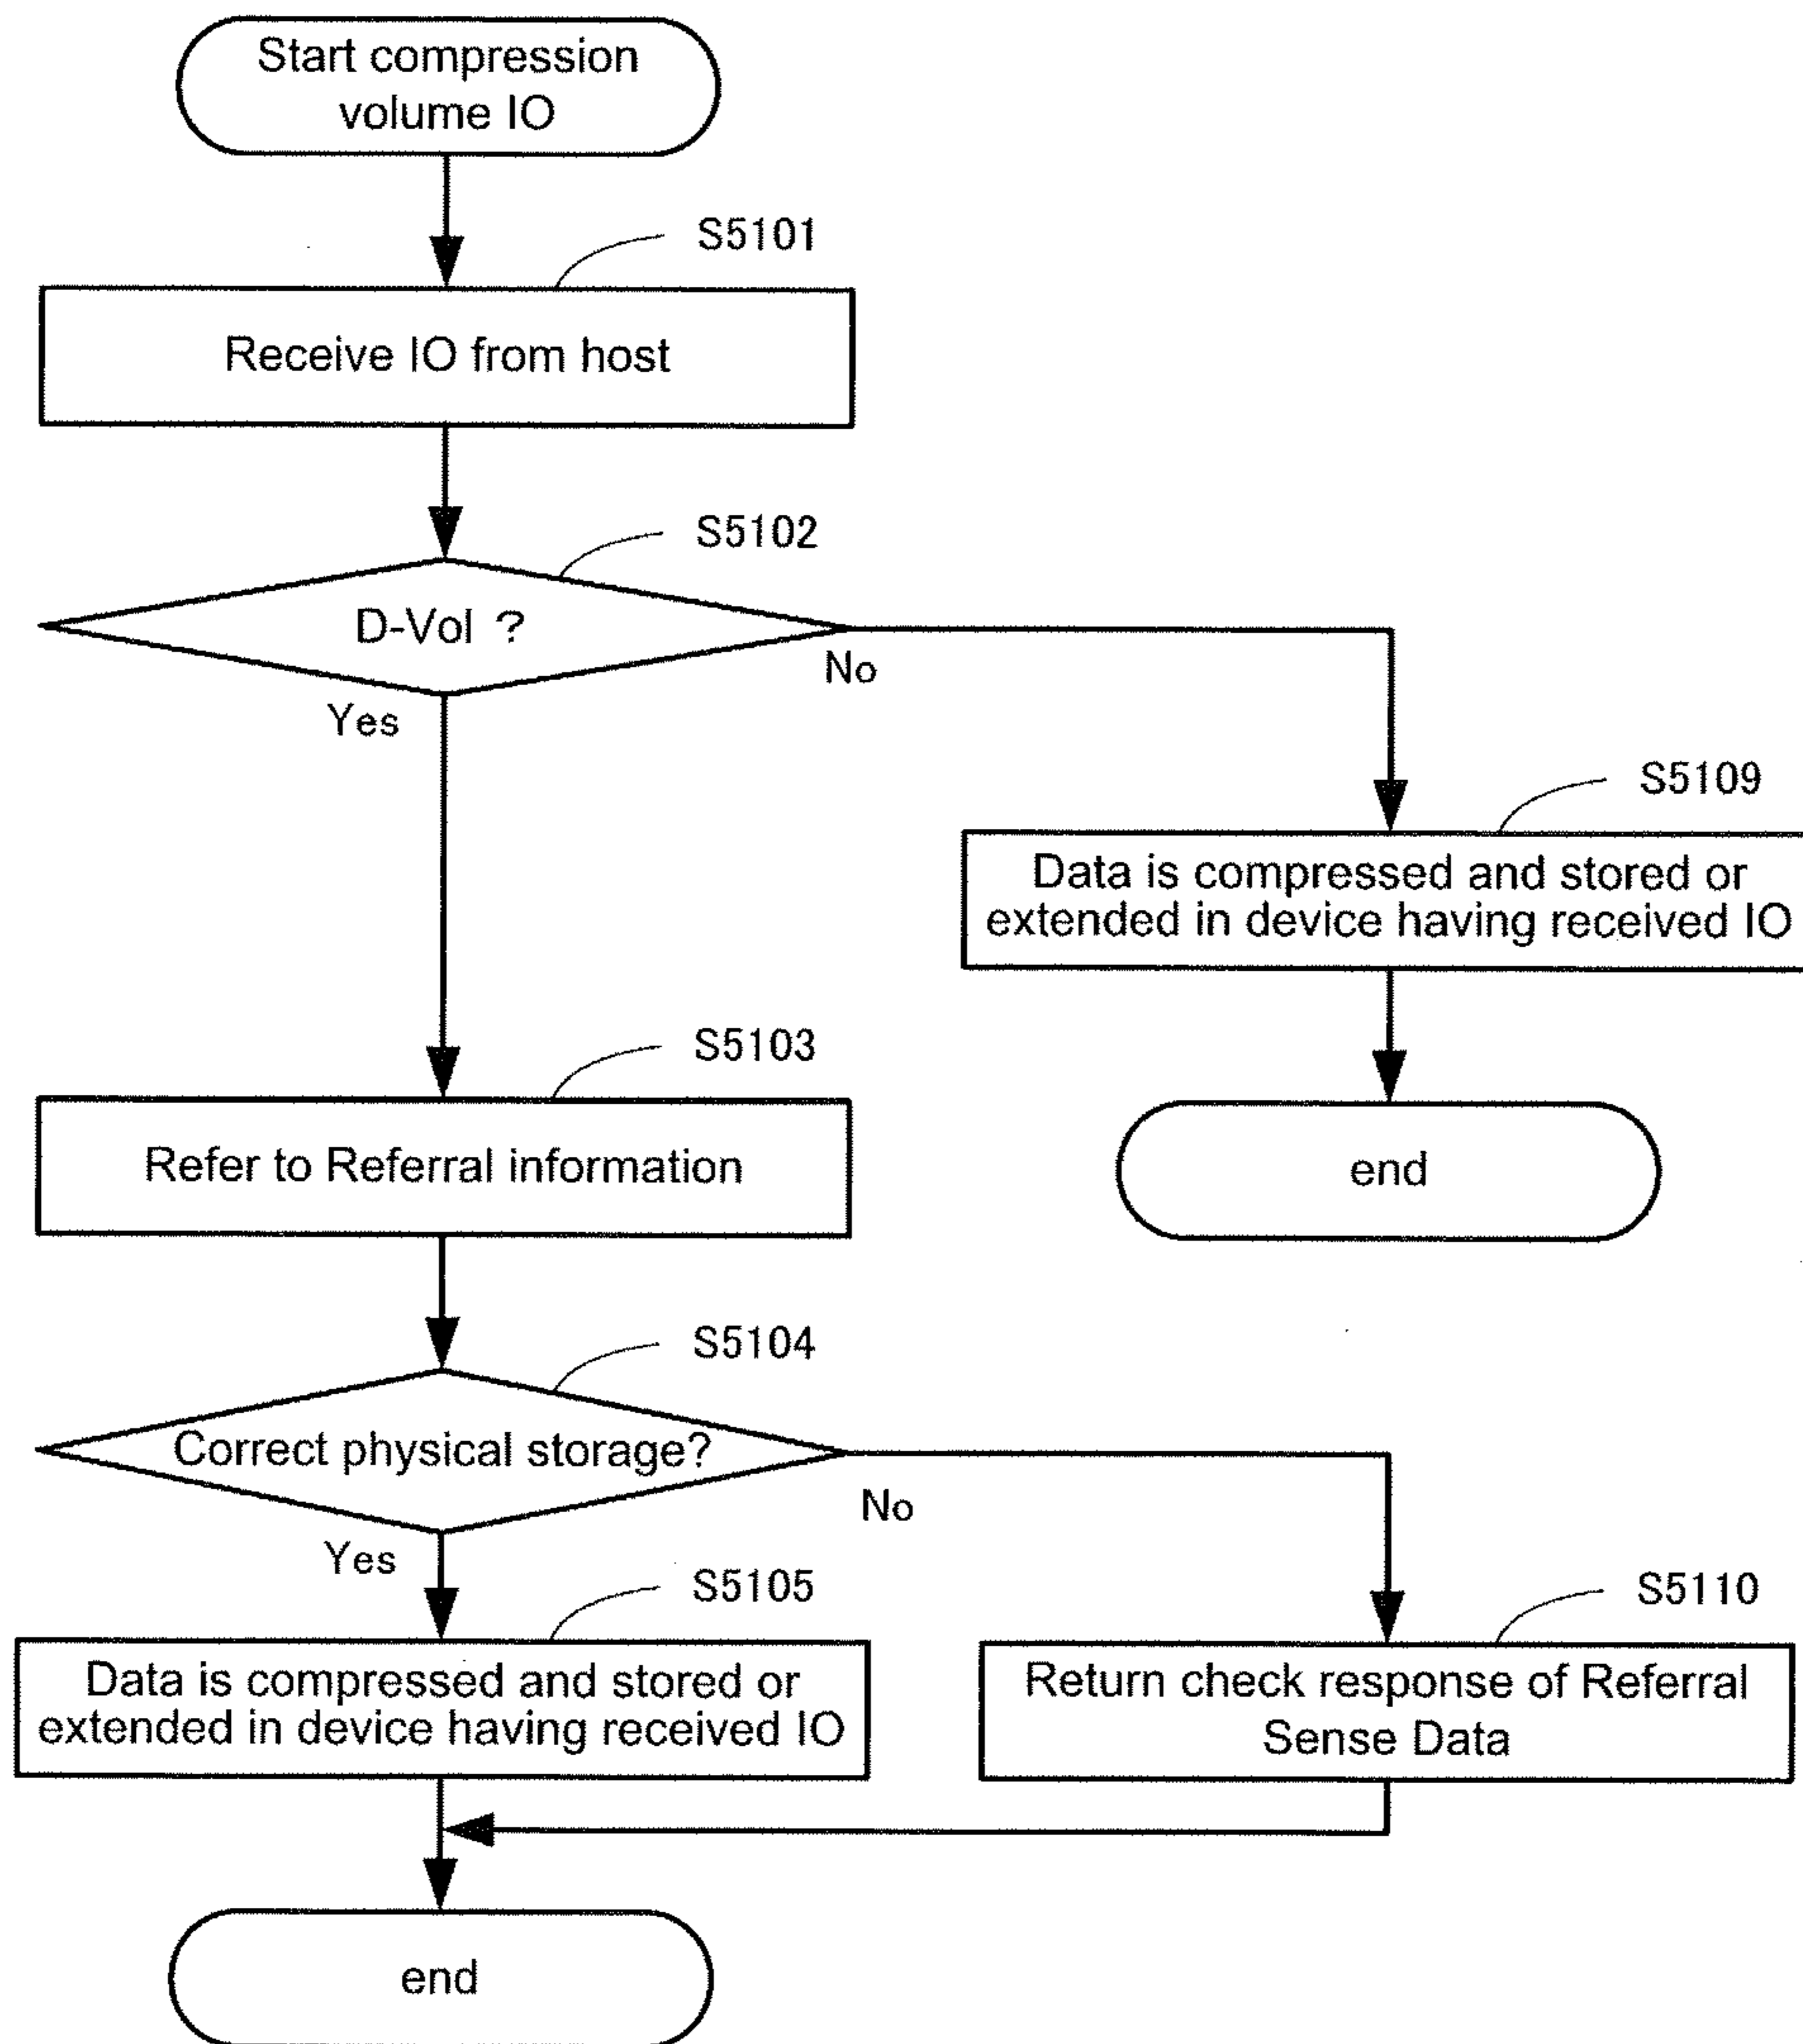 Start compression
volume IO
S5101
Receive IO from host
S5102
D-Vol ?
No
Yes
S5109
Data is compressed and stored or
extended in device having received IO
S5103
Refer to Referral information
end
S5104
Correct physical storage?
No
Yes
S5105
S5110
Data is compressed and stored or
extended in device having received IO
Return check response of Referral
Sense Data
end